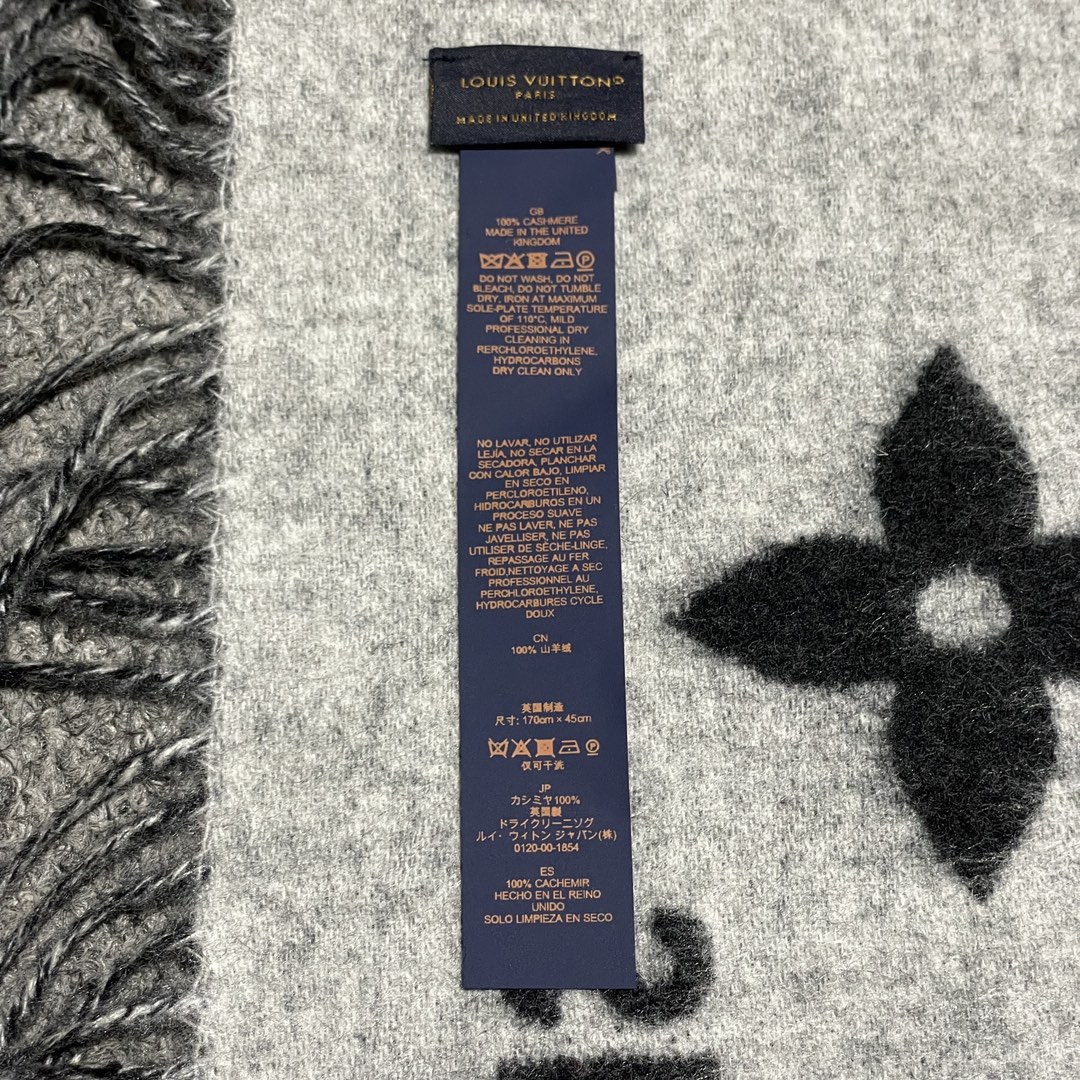 LOUIS VUITTON
PARIS
MADE IN UNITED KINGDOM
GB
100% CASHMERE
MADE IN THE UNITED
KINGDOM
DO NOT WASH, DO NOT
BLEACH, DO NOT TUMBLE
DRY, IRON AT MAXIMUM
SOLE-PLATE TEMPERATURE
OF 110°C, MILD
PROFESSIONAL DRY
CLEANING IN
RERCHLOROETHYLENE,
HYDROCARBONS
DRY CLEAN ONLY
NO LAVAR, NO UTILIZAR
LEJÍA, NO SECAR EN LA
SECADORA, PLANCHAR
CON CALOR BAJO, LIMPIAR
EN SECO EN
PERCLOROETILENO,
HIDROCARBUROS EN UN
PROCESO SUAVE
NE PAS LAVER, NE PAS
JAVELLISER, NE PAS
UTILISER DE SÈCHE-LINGE,
REPASSAGE AU FER
FROID,NETTOYAGE A SEC
PROFESSIONNEL AU
PERCHLOROETHYLENE,
HYDROCARBURES CYCLE
DOUX
CN
100% 山羊绒
英国制造
尺寸: 170cm × 45cm
仅可干洗
JP
カシミヤ100%
英国製
ドライクリーニソグ
ルイ・ウィトン ジャパン(株)
0120-00-1854
ES
100% CACHEMIR
HECHO EN EL REINO
UNIDO
SOLO LIMPIEZA EN SECO